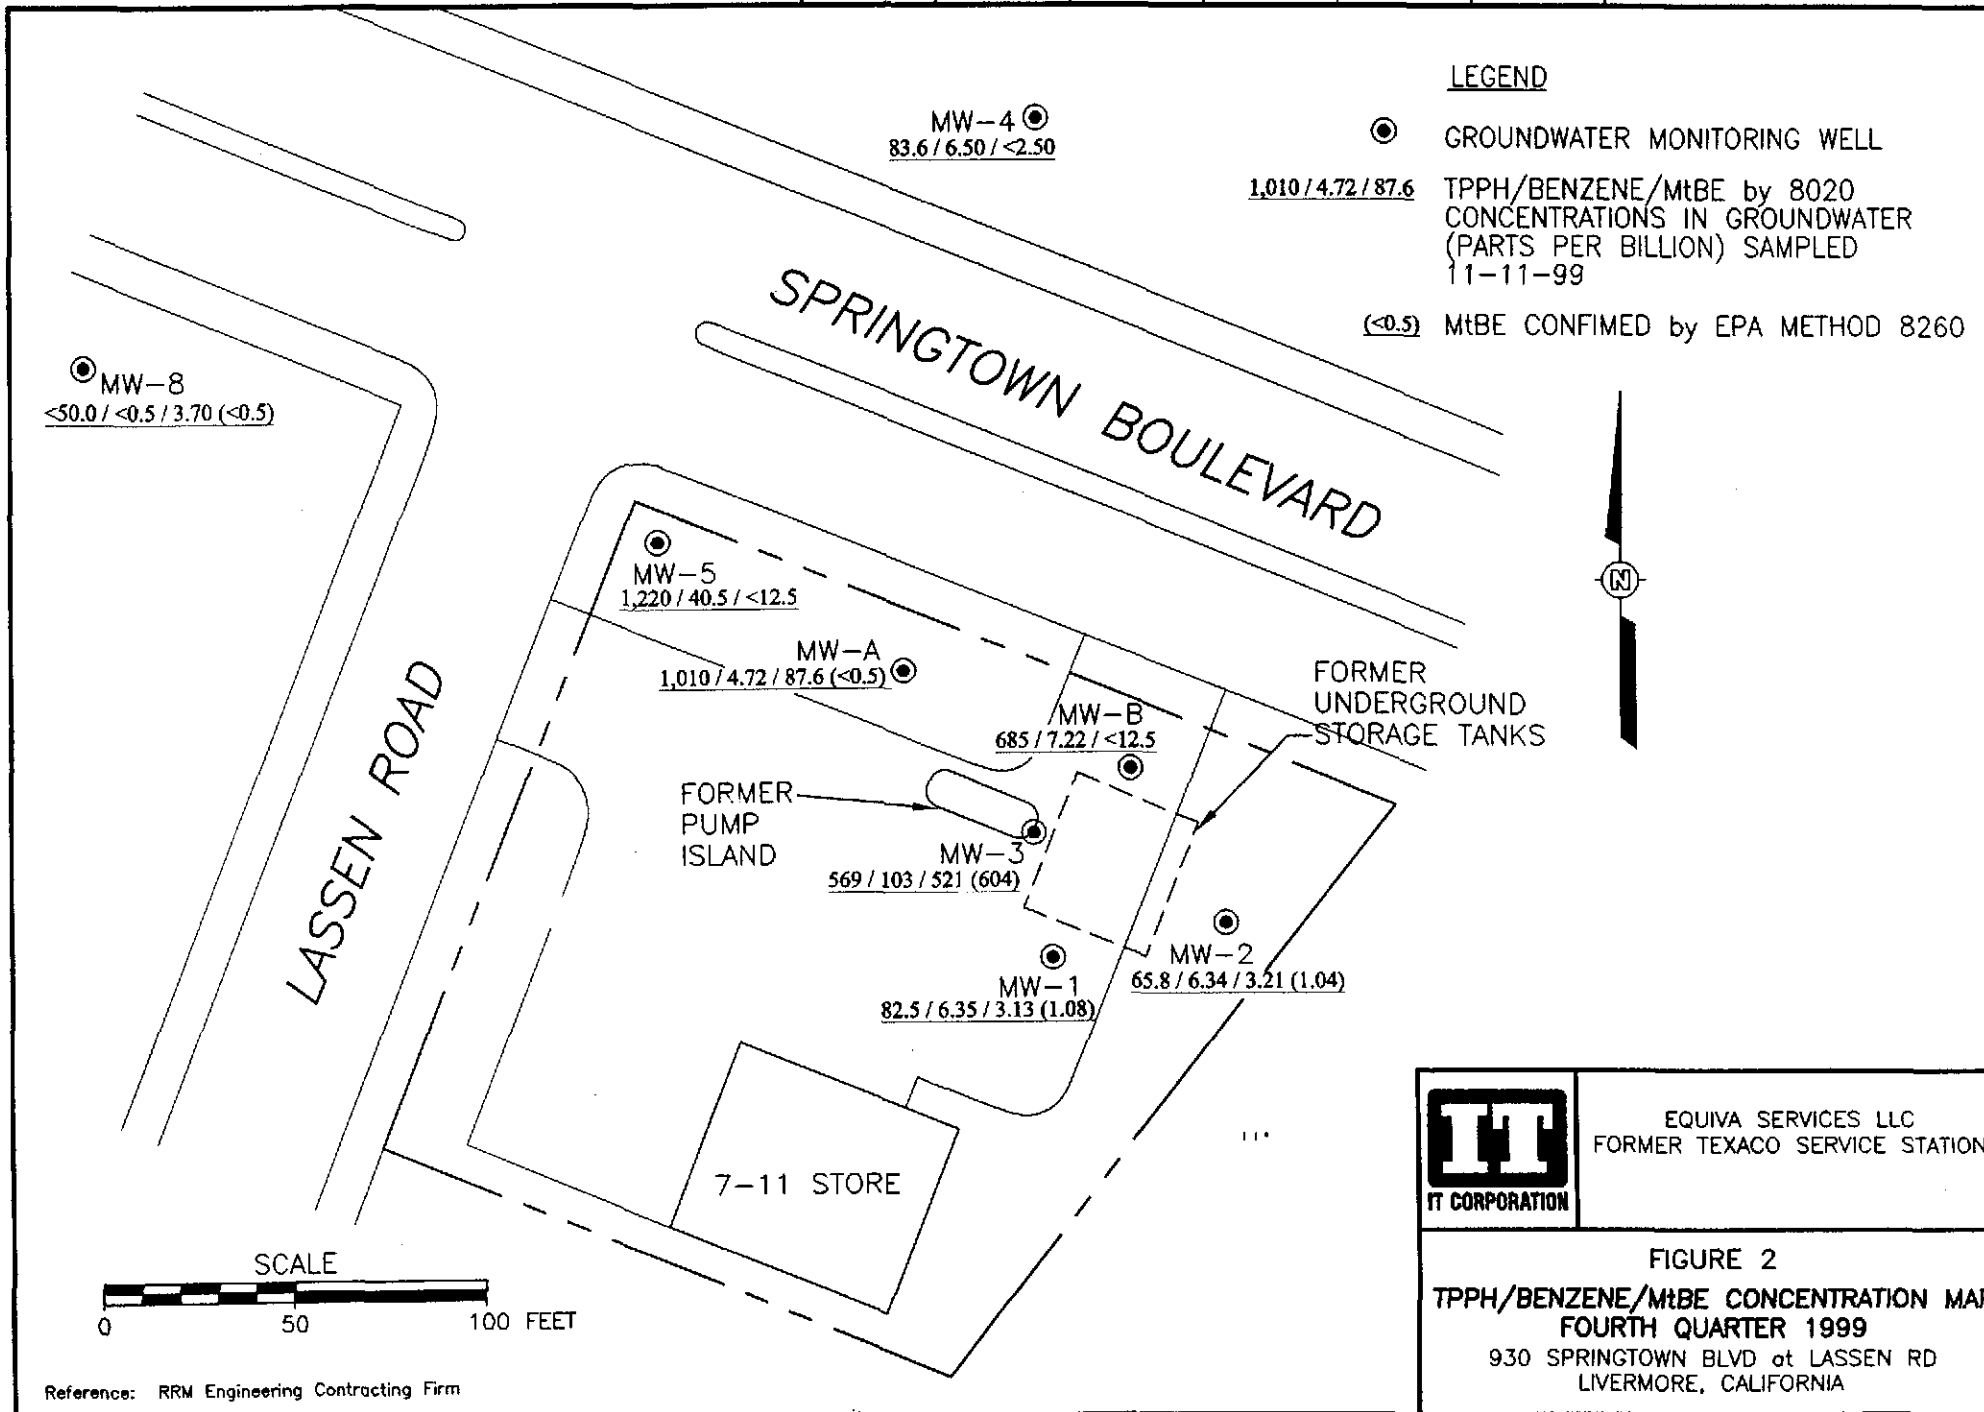 LEGEND
GROUNDWATER MONITORING WELL
1,010 / 4.72 / 87.6
TPPH/BENZENE/MtBE by 8020
CONCENTRATIONS IN GROUNDWATER
(PARTS PER BILLION) SAMPLED
11-11-99
(<0.5)
MtBE CONFIMED by EPA METHOD 8260
MW-4
83.6 / 6.50 / <2.50
SPRINGTOWN BOULEVARD
MW-8
<50.0 / <0.5 / 3.70 (<0.5)
N
MW-5
1,220 / 40.5 / <12.5
MW-A
1,010 / 4.72 / 87.6 (<0.5)
LASSEN ROAD
FORMER
UNDERGROUND
STORAGE TANKS
MW-B
685 / 7.22 / <12.5
FORMER
PUMP
ISLAND
MW-3
569 / 103 / 521 (604)
MW-2
65.8 / 6.34 / 3.21 (1.04)
MW-1
82.5 / 6.35 / 3.13 (1.08)
7-11 STORE
SCALE
0 50 100 FEET
Reference: RRM Engineering Contracting Firm
IT
IT CORPORATION
EQUIVA SERVICES LLC
FORMER TEXACO SERVICE STATION
FIGURE 2
TPPH/BENZENE/MtBE CONCENTRATION MAP
FOURTH QUARTER 1999
930 SPRINGTOWN BLVD at LASSEN RD
LIVERMORE, CALIFORNIA